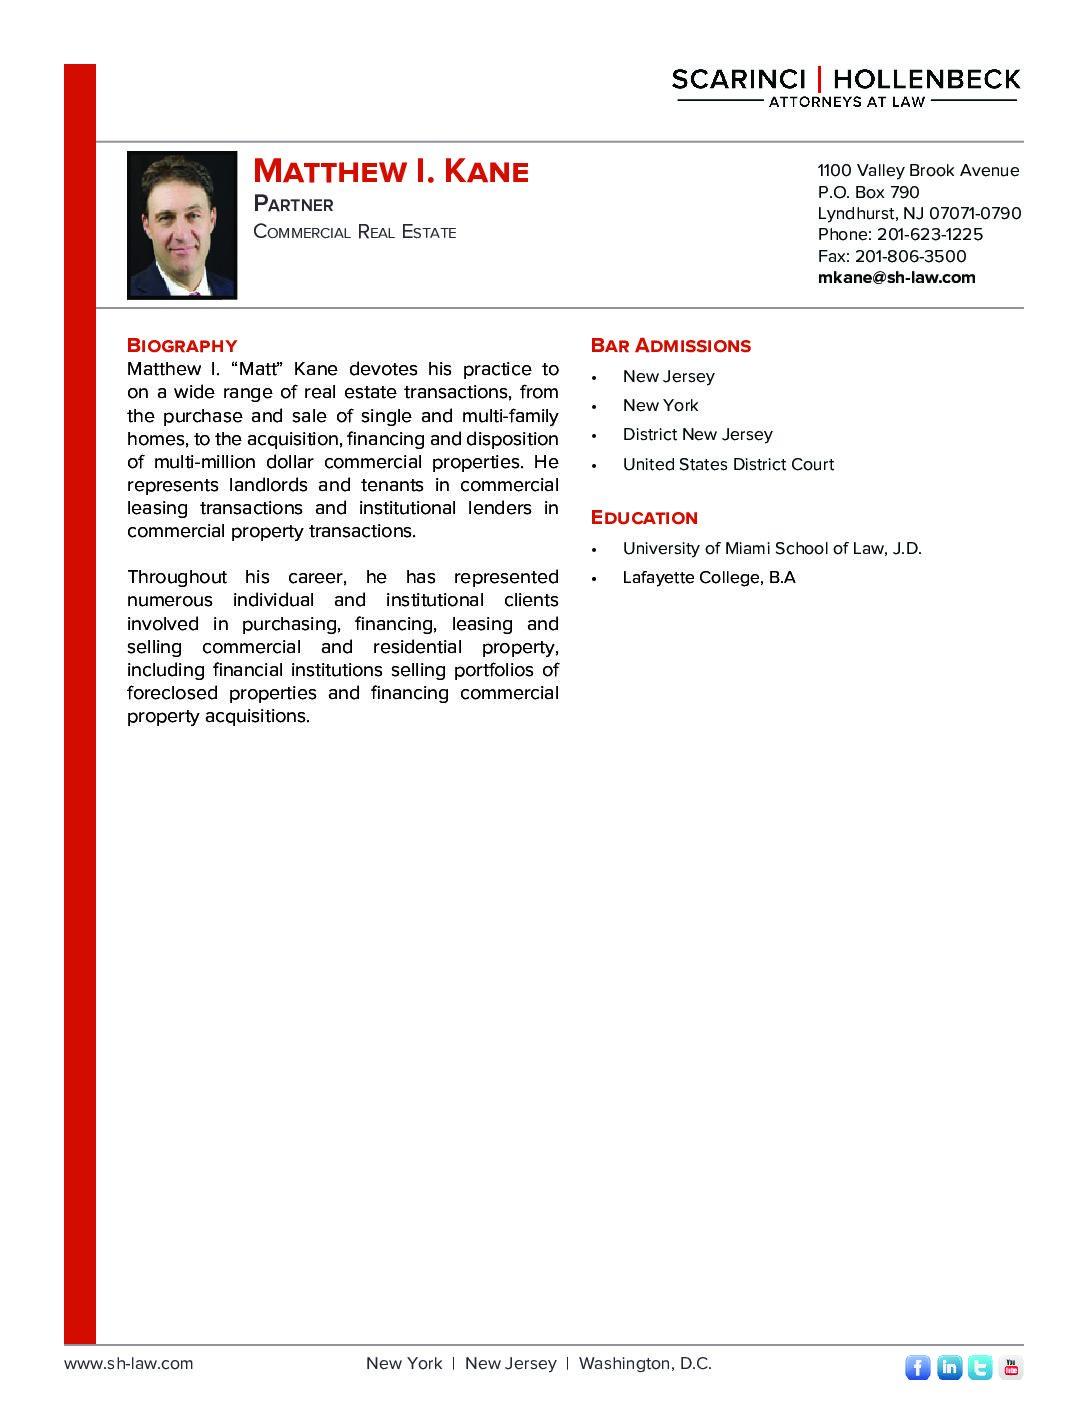 SCARINCI | HOLLENBECK
ATTORNEYS AT LAW
MATTHEW I. KANE
PARTNER
COMMERCIAL REAL ESTATE
1100 Valley Brook Avenue
P.O. Box 790
Lyndhurst, NJ 07071-0790
Phone: 201-623-1225
Fax: 201-806-3500
mkane@sh-law.com
BIOGRAPHY
Matthew I. “Matt” Kane devotes his practice to
on a wide range of real estate transactions, from
the purchase and sale of single and multi-family
homes, to the acquisition, financing and disposition
of multi-million dollar commercial properties. He
represents landlords and tenants in commercial
leasing transactions and institutional lenders in
commercial property transactions.
Throughout his career, he has represented
numerous individual and institutional clients
involved in purchasing, financing, leasing and
selling commercial and residential property,
including financial institutions selling portfolios of
foreclosed properties and financing commercial
property acquisitions.
BAR ADMISSIONS
• New Jersey
• New York
• District New Jersey
• United States District Court
EDUCATION
• University of Miami School of Law, J.D.
• Lafayette College, B.A
www.sh-law.com
New York | New Jersey | Washington, D.C.
f in t You Tube